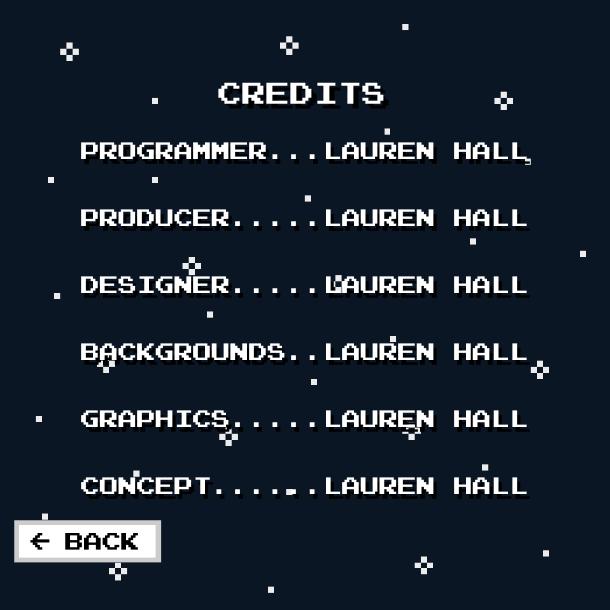 CREDITS
PROGRAMMER...LAUREN HALL
PRODUCER.....LAUREN HALL
DESIGNER.....LAUREN HALL
BACKGROUNDS..LAUREN HALL
GRAPHICS.....LAUREN HALL
CONCEPT......LAUREN HALL
← BACK